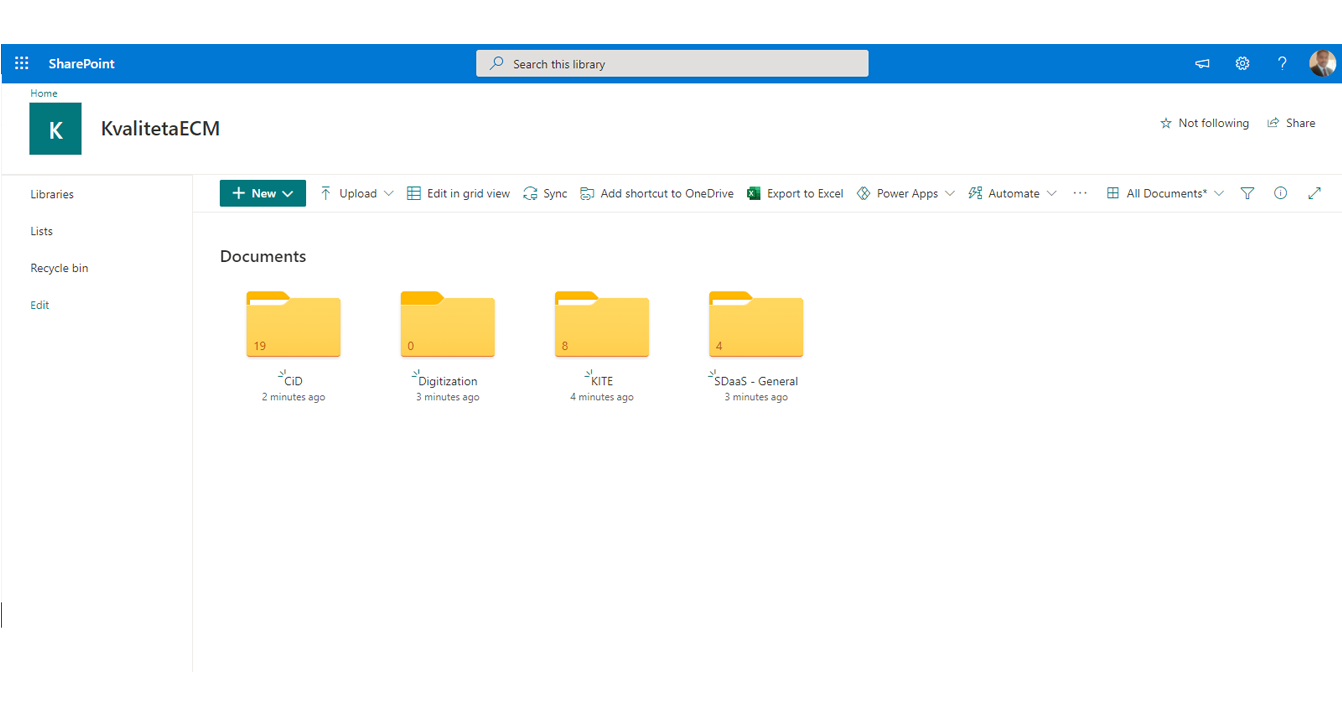 SharePoint
Search this library
?
Home
K
KvalitetaECM
Not following
Share
Libraries
Lists
Recycle bin
Edit
New
Upload
Edit in grid view
Sync
Add shortcut to OneDrive
Export to Excel
Power Apps
Automate
···
All Documents*
Documents
19
0
8
4
CiD
Digitization
KITE
SDaaS - General
2 minutes ago
3 minutes ago
4 minutes ago
3 minutes ago